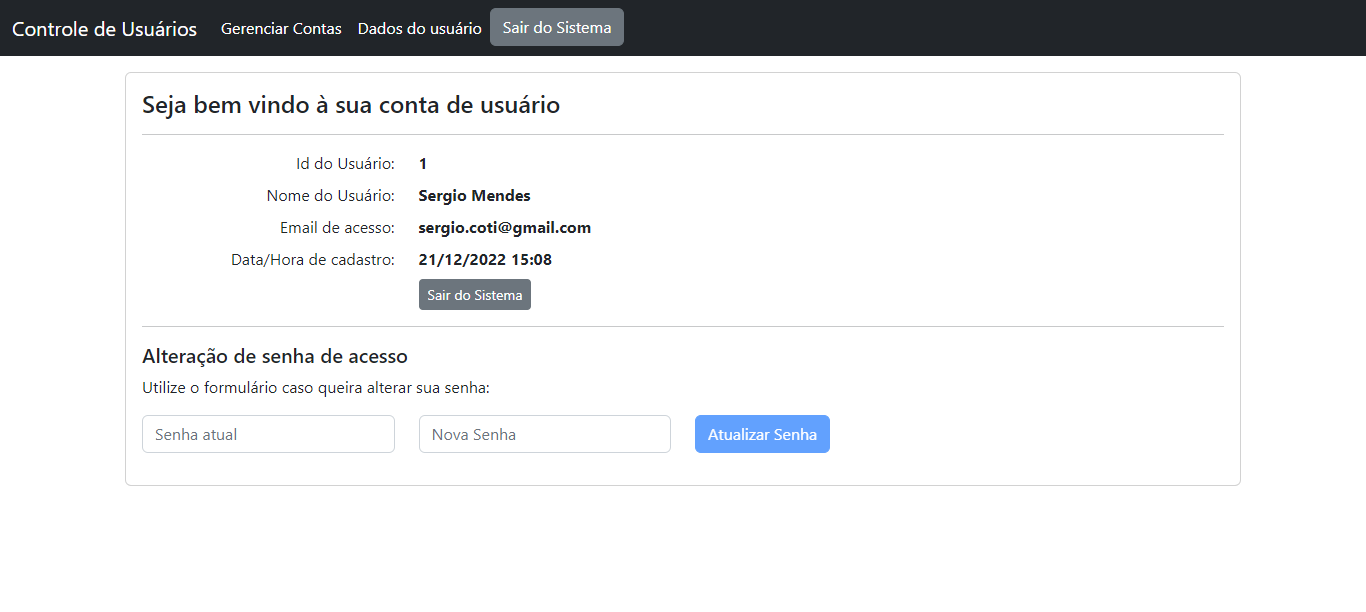 Controle de Usuários Gerenciar Contas Dados do usuário Sair do Sistema
Seja bem vindo à sua conta de usuário
Id do Usuário: 1
Nome do Usuário: Sergio Mendes
Email de acesso: sergio.coti@gmail.com
Data/Hora de cadastro: 21/12/2022 15:08
Sair do Sistema
Alteração de senha de acesso
Utilize o formulário caso queira alterar sua senha:
Senha atual Nova Senha Atualizar Senha